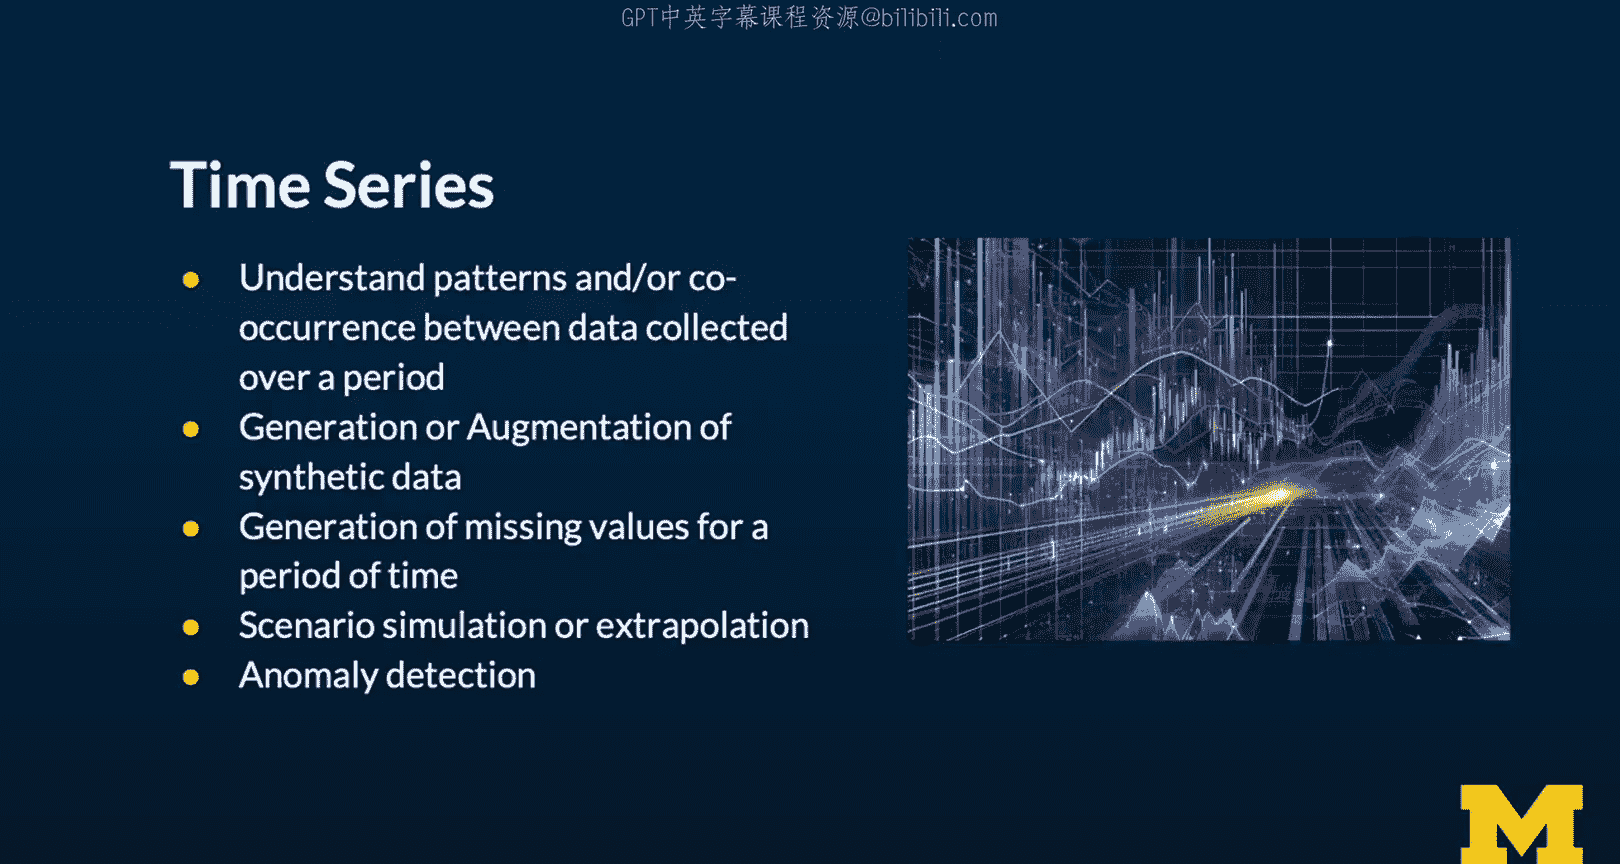 GPT中英字幕课程资源@bilibili.com
Time Series
Understand patterns and/or co-
occurrence between data collected
over a period
Generation or Augmentation of
synthetic data
Generation of missing values for a
period of time
Scenario simulation or extrapolation
Anomaly detection
M